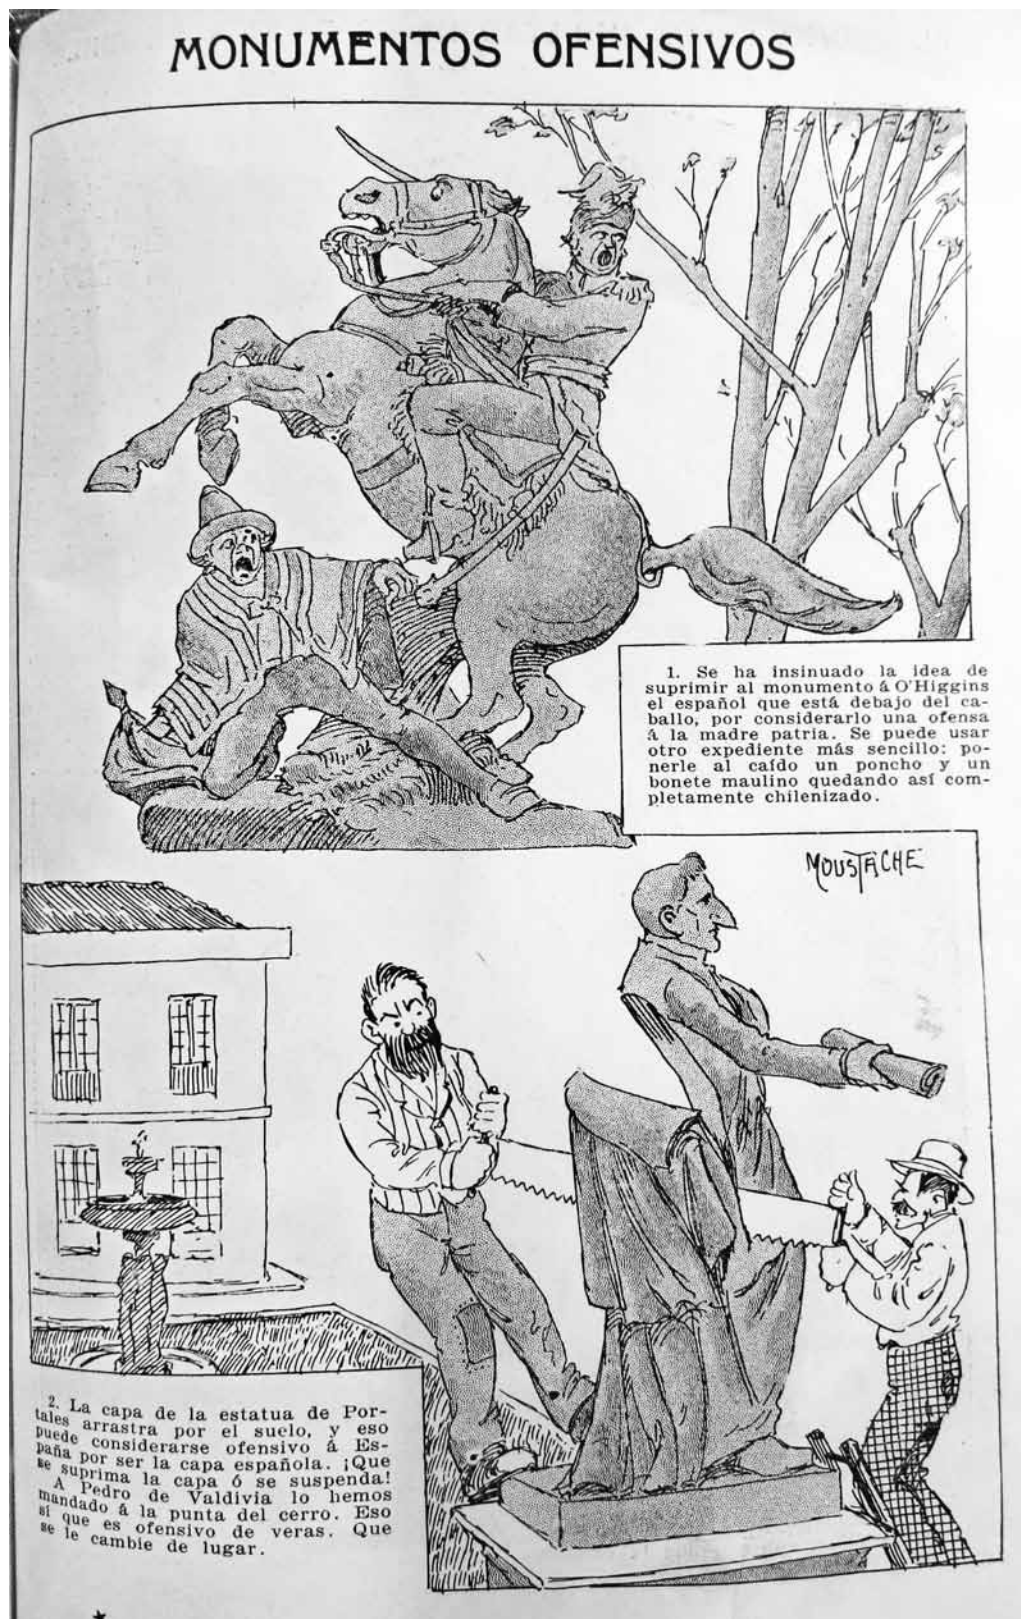 MONUMENTOS OFENSIVOS
1. Se ha insinuado la idea de
suprimir al monumento á O'Higgins
el español que está debajo del ca-
ballo, por considerarlo una ofensa
á la madre patria. Se puede usar
otro expediente más sencillo: po-
nerle al caído un poncho y un
bonete maulino quedando así com-
pletamente chilenizado.
MOUSTACHE
2. La capa de la estatua de Por-
tales arrastra por el suelo, y eso
puede considerarse ofensivo á Es-
paña por ser la capa española. ¡Que
se suprima la capa ó se suspenda!
A Pedro de Valdivia lo hemos
mandado á la punta del cerro. Eso
sí que es ofensivo de veras. Que
se le cambie de lugar.